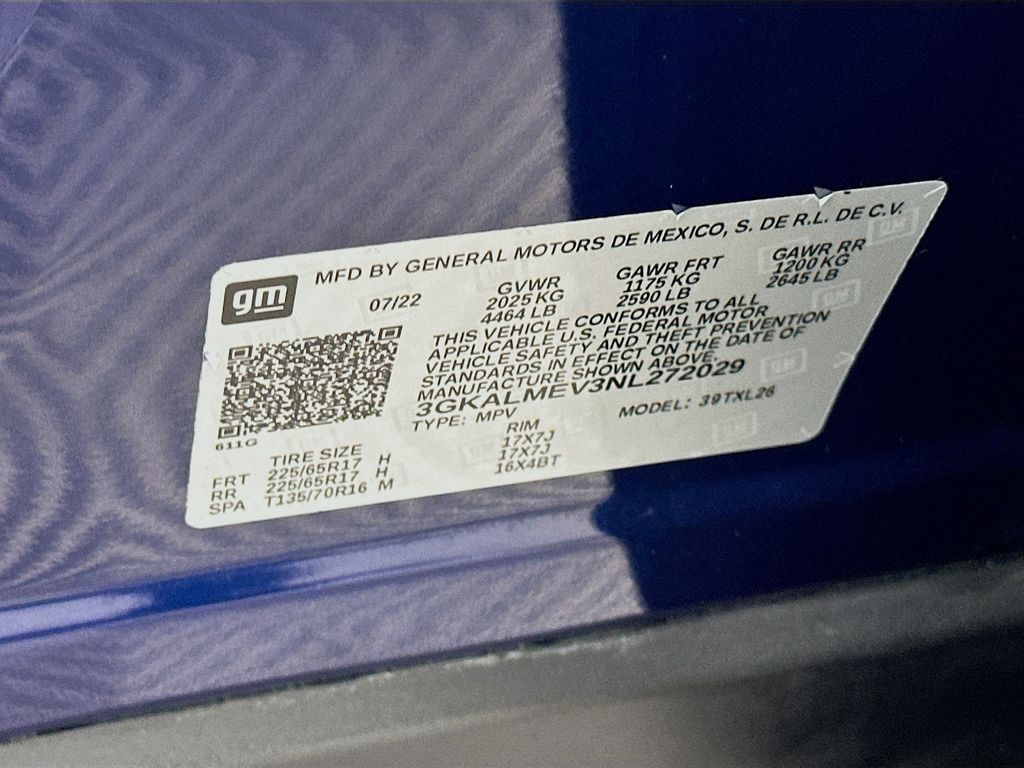 MFD BY GENERAL MOTORS DE MEXICO, S. DE R.L. DE C.V.
gm
07/22 GVWR GAWR FRT GAWR RR
2025 KG 1175 KG 1200 KG
4464 LB 2590 LB 2645 LB
THIS VEHICLE CONFORMS TO ALL
APPLICABLE U.S. FEDERAL MOTOR
VEHICLE SAFETY AND THEFT PREVENTION
STANDARDS IN EFFECT ON THE DATE OF
MANUFACTURE SHOWN ABOVE.
3GKALMEV3NL272029
TYPE: MPV MODEL: 39TXL26
611G
TIRE SIZE RIM
FRT 225/65R17 H 17X7J
RR 225/65R17 H 17X7J
SPA T135/70R16 M 16X4BT